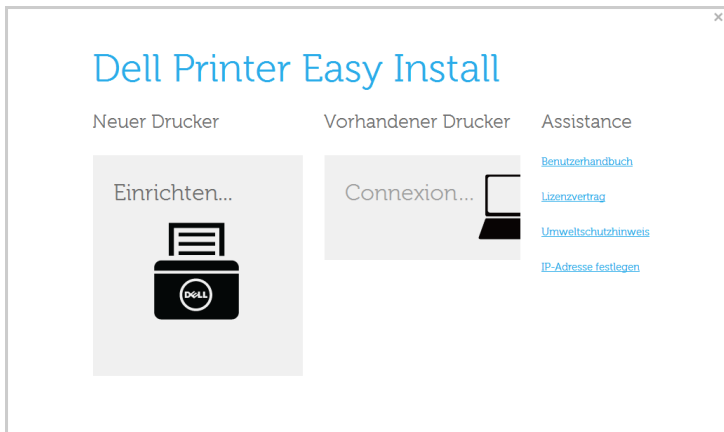 ×
Dell Printer Easy Install
Neuer Drucker
Vorhandener Drucker
Assistance
Einrichten...
DELL
Connexion...
Benutzerhandbuch
Lizenzvertrag
Umweltschutzhinweis
IP-Adresse festlegen